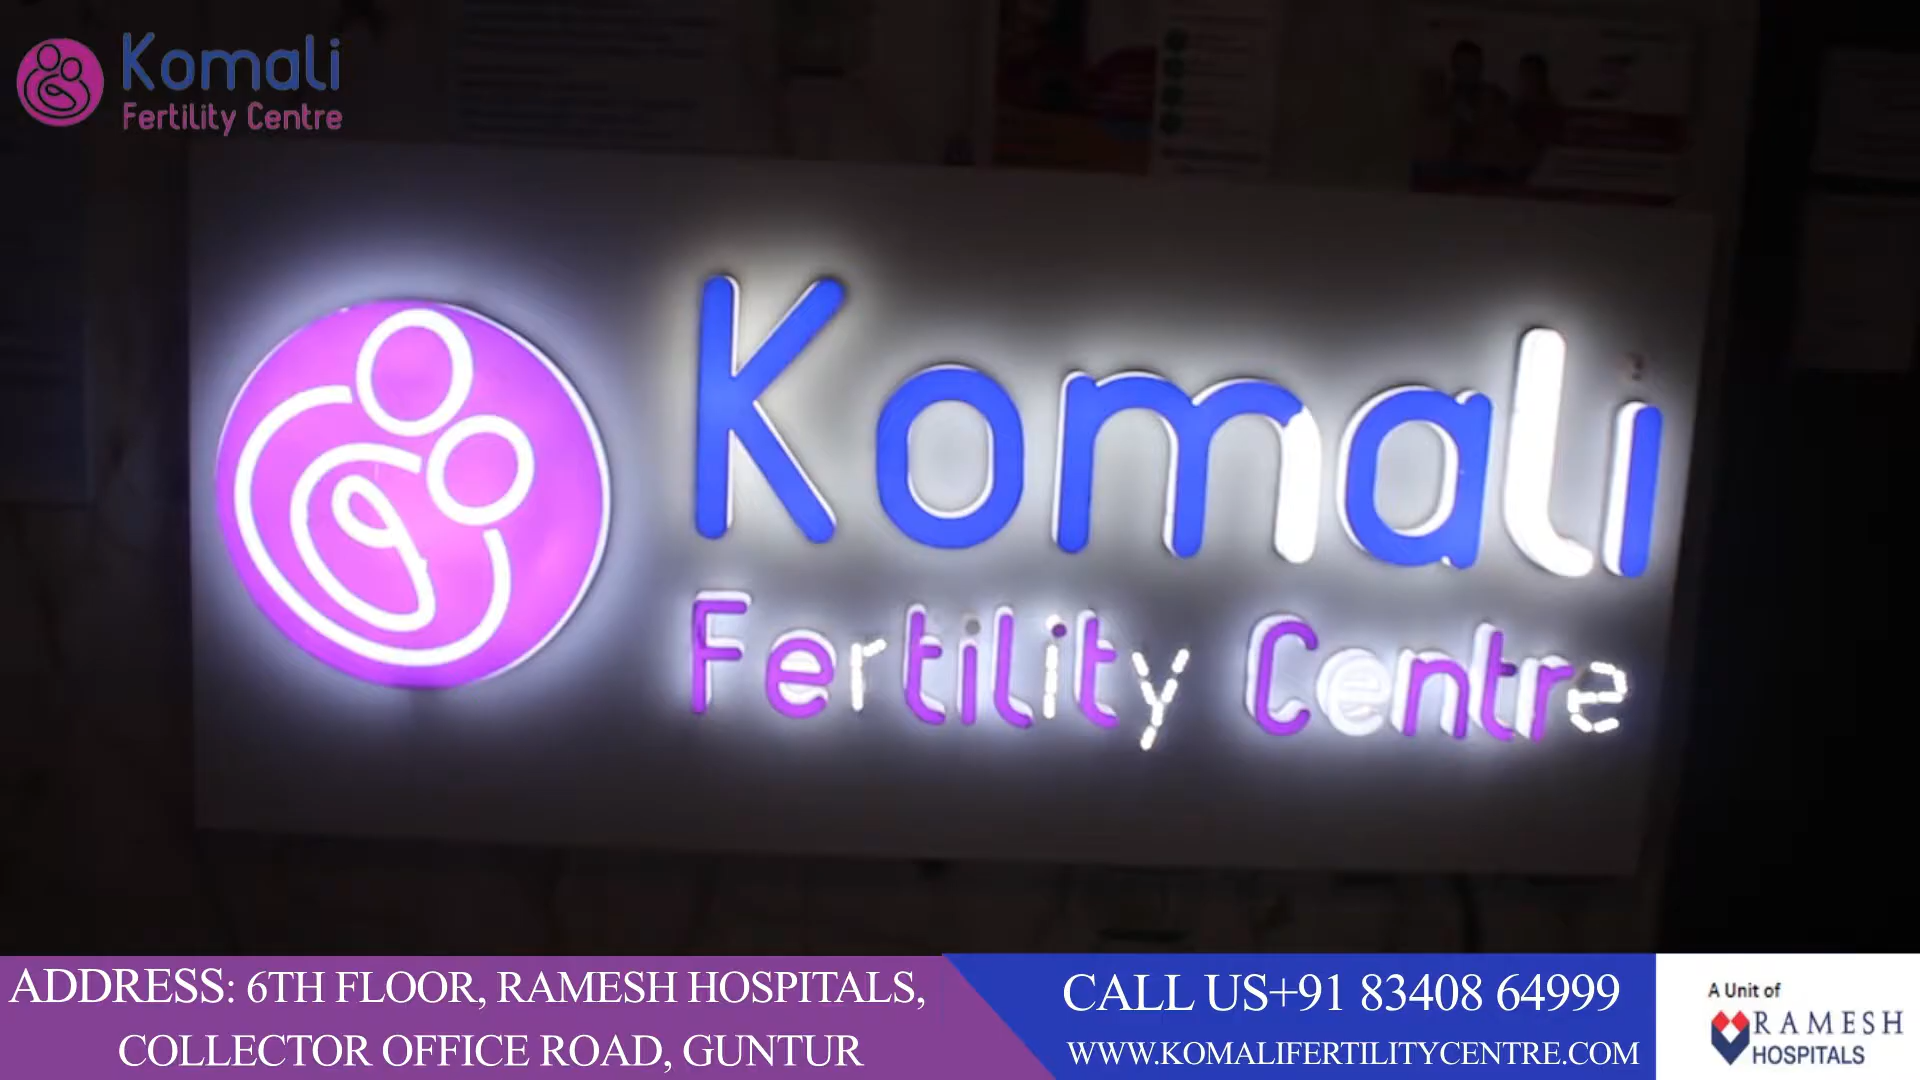 Komali
Fertility Centre
Komali
Fertility Centre
ADDRESS: 6TH FLOOR, RAMESH HOSPITALS,
COLLECTOR OFFICE ROAD, GUNTUR
CALL US+91 83408 64999
WWW.KOMALIFERTILITYCENTRE.COM
A Unit of
RAMESH
HOSPITALS